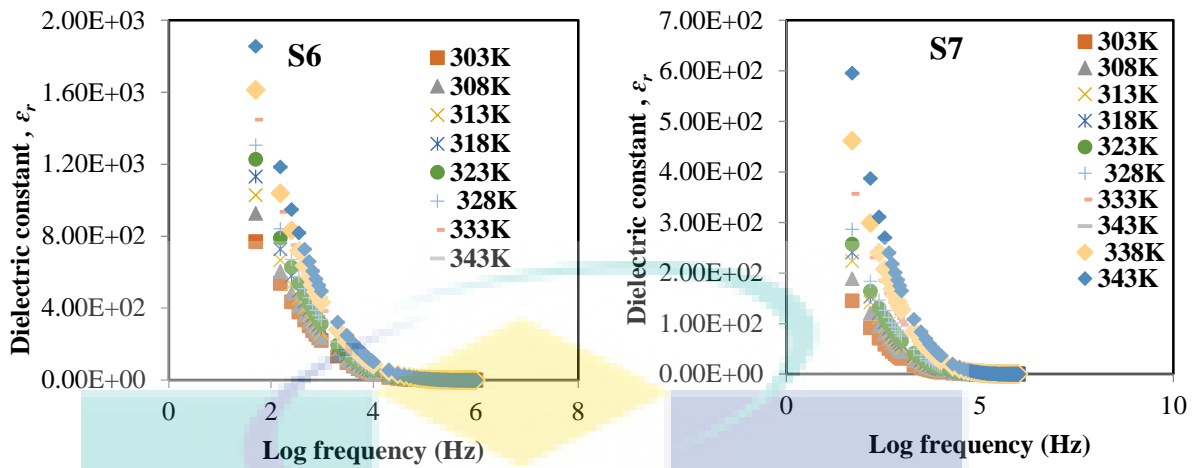 2.00E+03
1.60E+03
1.20E+03
8.00E+02
4.00E+02
0.00E+00
Dielectric constant , εr
S6
303K
308K
313K
318K
323K
328K
333K
343K
0 2 4 6 8
Log frequency (Hz)
7.00E+02
6.00E+02
5.00E+02
4.00E+02
3.00E+02
2.00E+02
1.00E+02
0.00E+00
Dielectric constant , εr
S7
303K
308K
313K
318K
323K
328K
333K
343K
338K
343K
0 5 10
Log frequency (Hz)